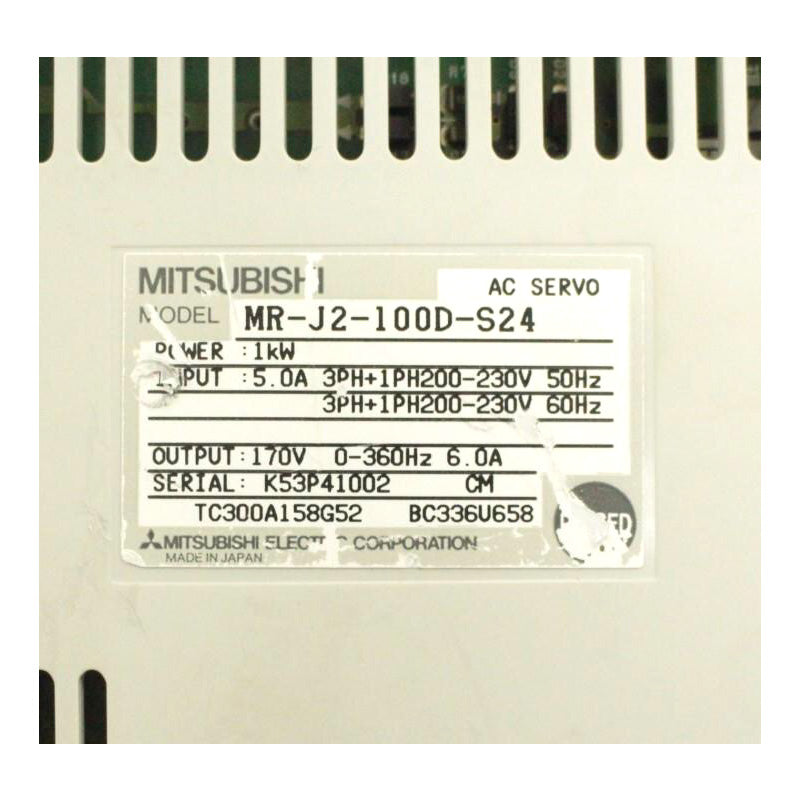 MITSUBISHI
AC SERVO
MODEL MR-J2-100D-S24
POWER : 1kW
INPUT : 5.0A 3PH+1PH200-230V 50Hz
3PH+1PH200-230V 60Hz
OUTPUT: 170V 0-360Hz 6.0A
SERIAL: K53P41002 CM
TC300A158G52 BC336U658
MITSUBISHI ELECTRIC CORPORATION
MADE IN JAPAN